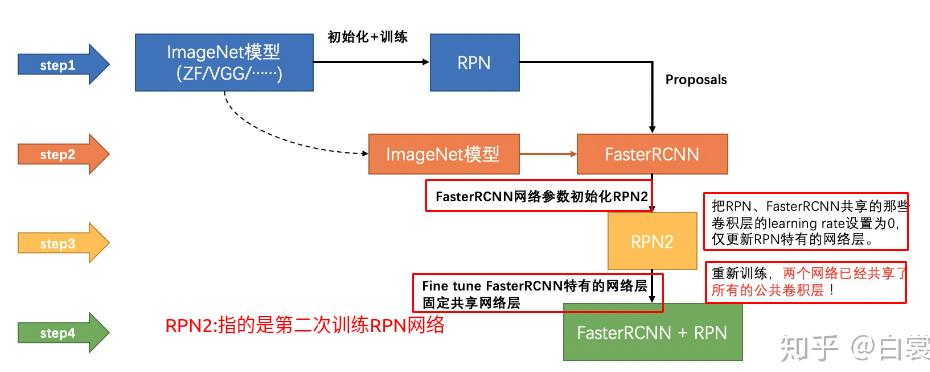 step1
ImageNet模型
（ZF/VGG/……)
初始化+训练
RPN
Proposals
step2
ImageNet模型
FasterRCNN
FasterRCNN网络参数初始化RPN2
把RPN、FasterRCNN共享的那些
卷积层的learning rate设置为0，
仅更新RPN特有的网络层。
step3
RPN2
重新训练，两个网络已经共享了
所有的公共卷积层！
Fine tune FasterRCNN特有的网络层
固定共享网络层
step4
RPN2:指的是第二次训练RPN网络
FasterRCNN + RPN
知乎 @白裳